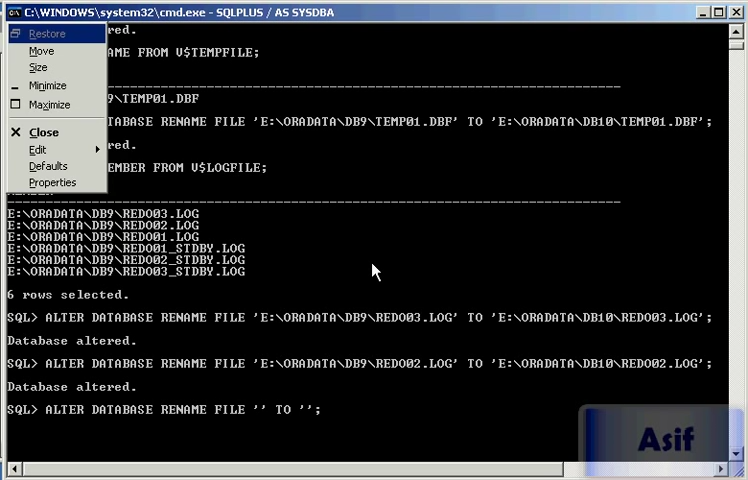 C:\WINDOWS\system32\cmd.exe - SQLPLUS / AS SYSDBA
Restore
Move
Size
Minimize
Maximize
Close
Edit
Defaults
Properties
red.
AME FROM V$TEMPFILE;
--------------------------------------------------------------------------------
B9\TEMP01.DBF
DATABASE RENAME FILE 'E:\ORADATA\DB9\TEMP01.DBF' TO 'E:\ORADATA\DB10\TEMP01.DBF';
red.
EMBER FROM V$LOGFILE;
--------------------------------------------------------------------------------
E:\ORADATA\DB9\REDO03.LOG
E:\ORADATA\DB9\REDO02.LOG
E:\ORADATA\DB9\REDO01.LOG
E:\ORADATA\DB9\REDO01_STDBY.LOG
E:\ORADATA\DB9\REDO02_STDBY.LOG
E:\ORADATA\DB9\REDO03_STDBY.LOG
6 rows selected.
SQL> ALTER DATABASE RENAME FILE 'E:\ORADATA\DB9\REDO03.LOG' TO 'E:\ORADATA\DB10\REDO03.LOG';
Database altered.
SQL> ALTER DATABASE RENAME FILE 'E:\ORADATA\DB9\REDO02.LOG' TO 'E:\ORADATA\DB10\REDO02.LOG';
Database altered.
SQL> ALTER DATABASE RENAME FILE '' TO '';
Asif